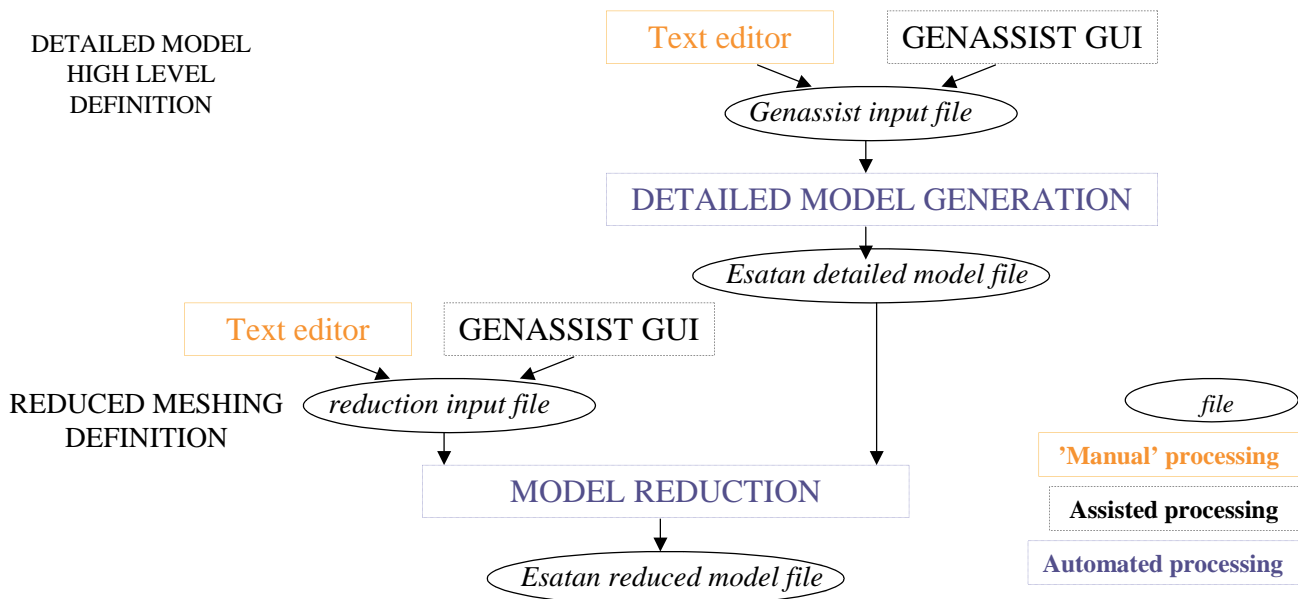 DETAILED MODEL
HIGH LEVEL
DEFINITION
Text editor
GENASSIST GUI
Genassist input file
DETAILED MODEL GENERATION
Esatan detailed model file
Text editor
GENASSIST GUI
REDUCED MESHING
DEFINITION
reduction input file
MODEL REDUCTION
Esatan reduced model file
file
’Manual’ processing
Assisted processing
Automated processing